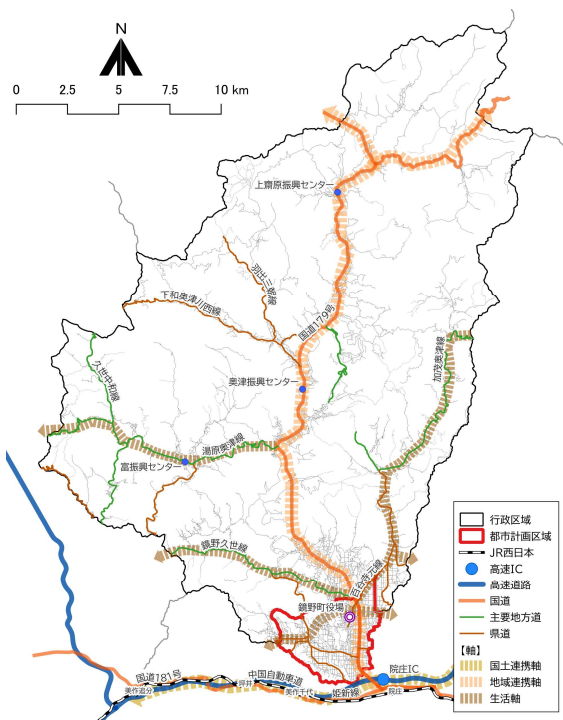 N
0 2.5 5 7.5 10 km
上齋原振興センター
羽出三朝線
下和奥津川西線
国道179号
加茂奥津線
久世中和線
奥津振興センター
湯原奥津線
富振興センター
鏡野久世線
百谷寺元線
鏡野町役場
院庄IC
国道181号
中国自動車道
坪井
美作追分
美作千代
姫新線
院庄
行政区域
都市計画区域
JR西日本
高速IC
高速道路
国道
主要地方道
県道
【軸】
国土連携軸
地域連携軸
生活軸